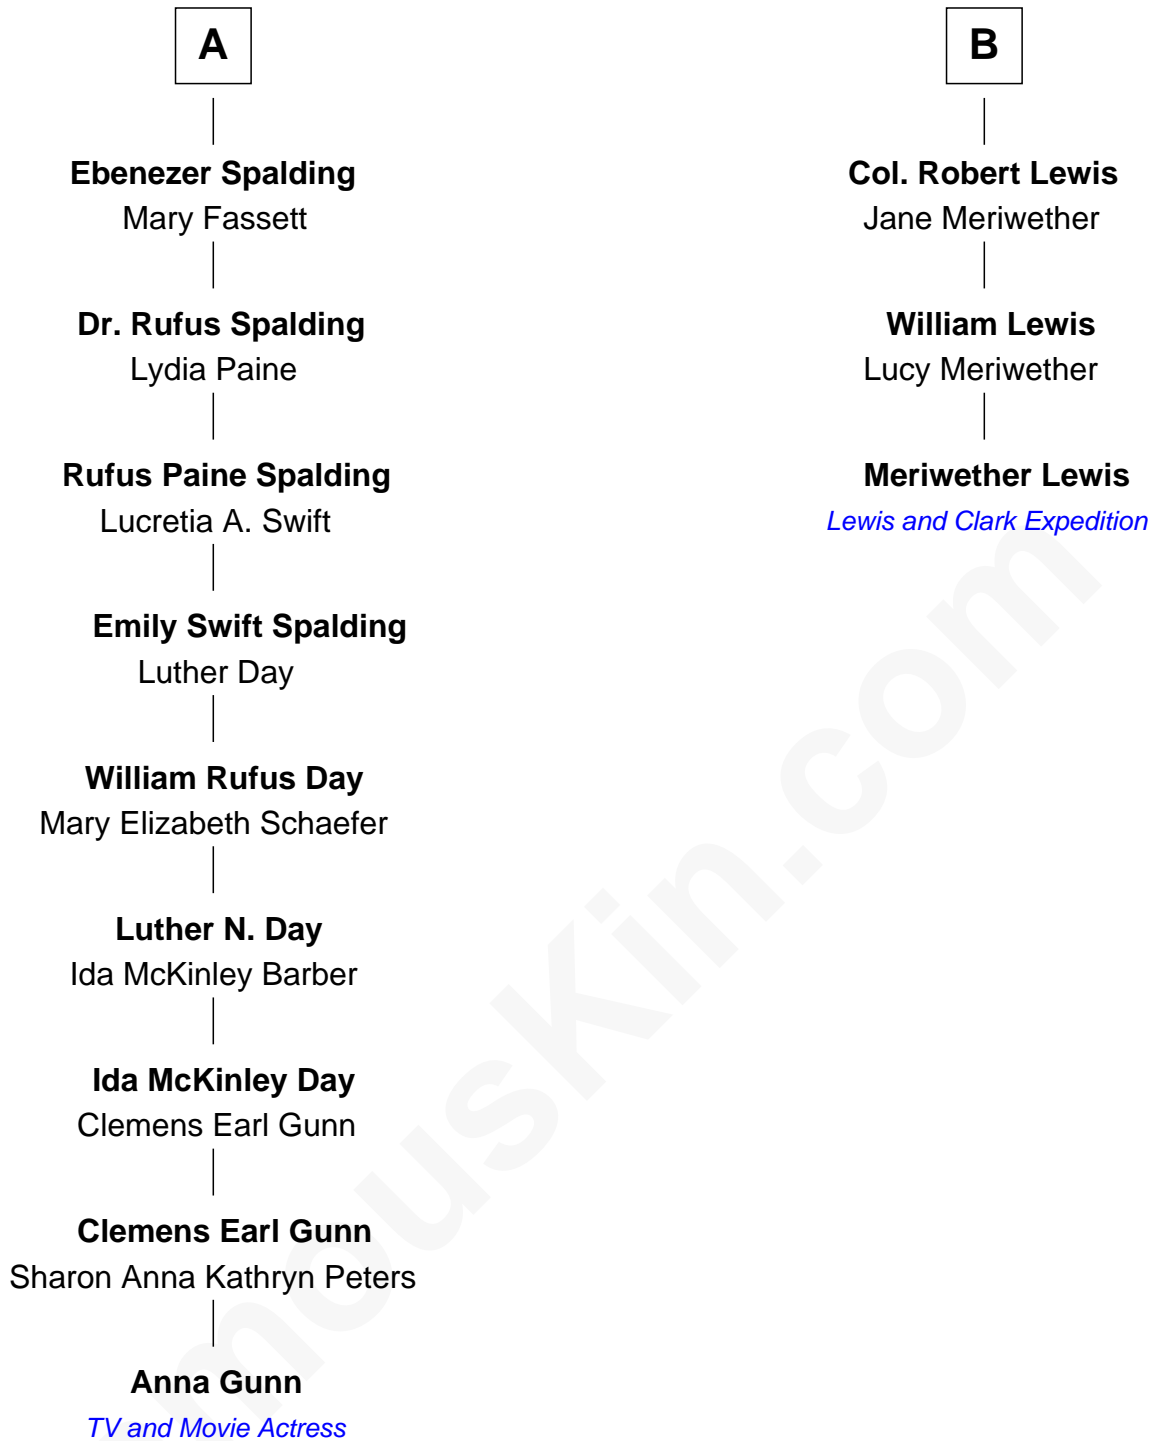 A
Ebenezer Spalding
Mary Fassett
Dr. Rufus Spalding
Lydia Paine
Rufus Paine Spalding
Lucretia A. Swift
Emily Swift Spalding
Luther Day
William Rufus Day
Mary Elizabeth Schaefer
Luther N. Day
Ida McKinley Barber
Ida McKinley Day
Clemens Earl Gunn
Clemens Earl Gunn
Sharon Anna Kathryn Peters
Anna Gunn
TV and Movie Actress
B
Col. Robert Lewis
Jane Meriwether
William Lewis
Lucy Meriwether
Meriwether Lewis
Lewis and Clark Expedition
mousKin.com